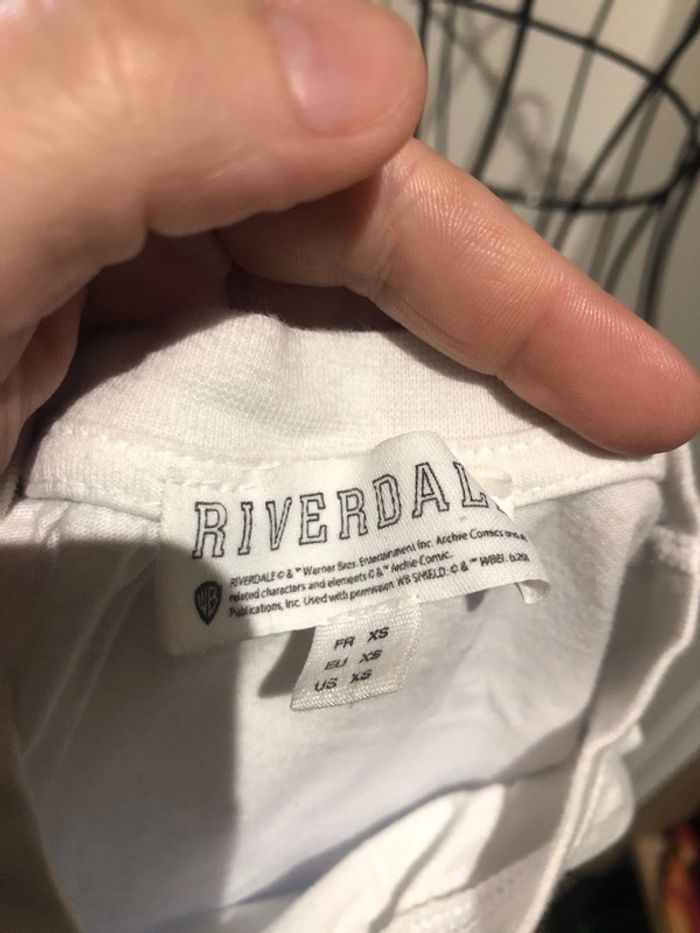 RIVERDAL
RIVERDALE © & ™ Warner Bros. Entertainment Inc. Archie Comics and
related characters and elements © & ™ Archie Comic
Publications, Inc. Used with permission. WB SHIELD: © & ™ WBEI.
WB
FR XS
EU XS
US XS